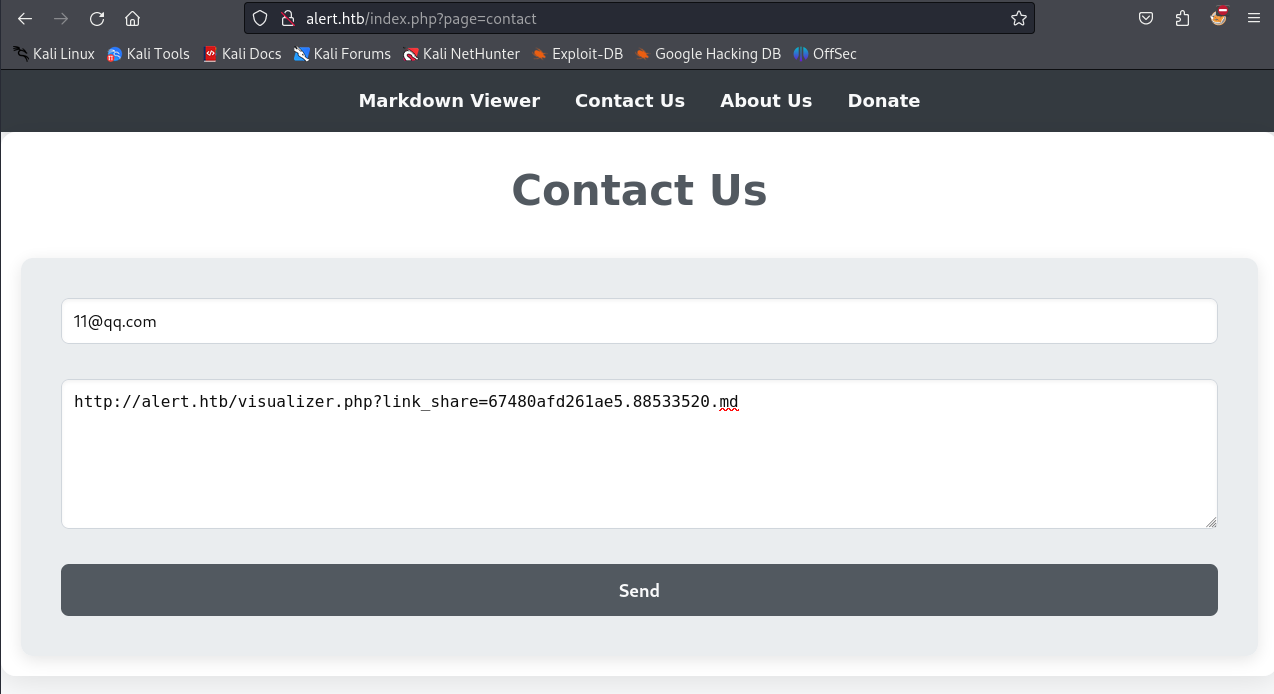 alert.htb/index.php?page=contact
Kali Linux Kali Tools Kali Docs Kali Forums Kali NetHunter Exploit-DB Google Hacking DB OffSec
Markdown Viewer Contact Us About Us Donate
Contact Us
11@qq.com
http://alert.htb/visualizer.php?link_share=67480afd261ae5.88533520.md
Send